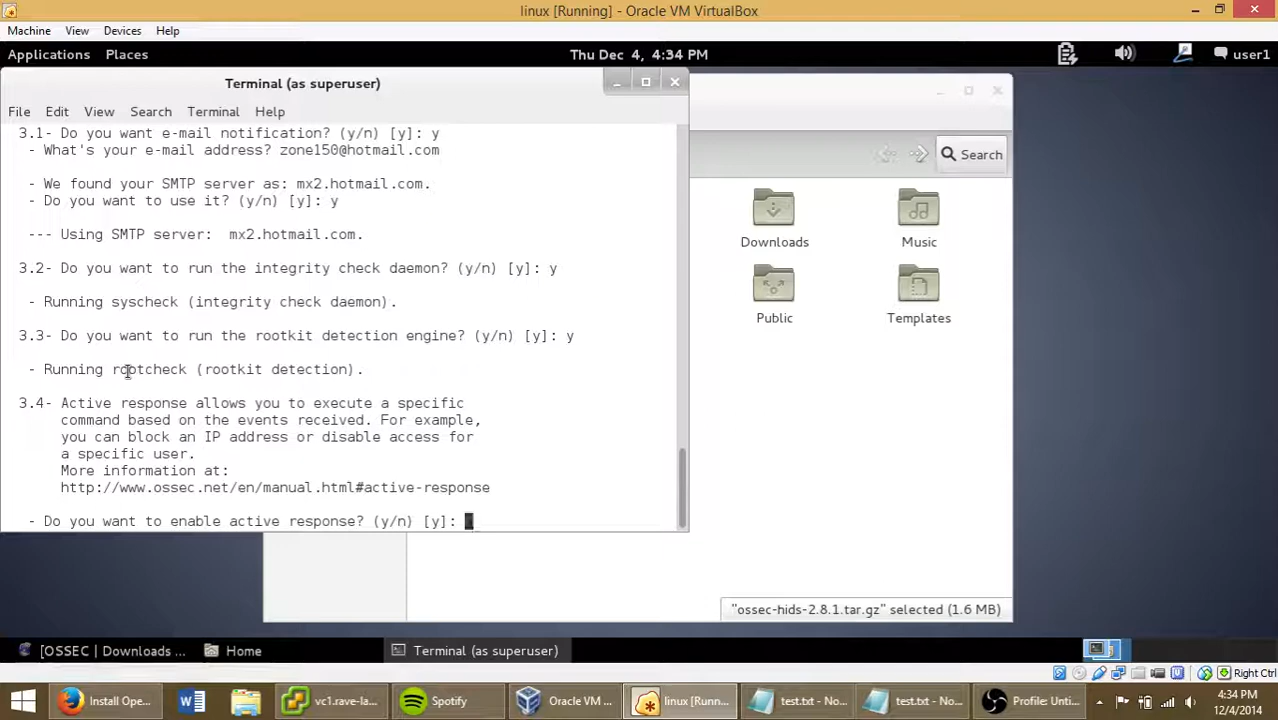 linux [Running] - Oracle VM VirtualBox
Machine View Devices Help
Applications Places Thu Dec 4, 4:34 PM user1
Terminal (as superuser)
File Edit View Search Terminal Help
3.1- Do you want e-mail notification? (y/n) [y]: y
- What's your e-mail address? zone150@hotmail.com
- We found your SMTP server as: mx2.hotmail.com.
- Do you want to use it? (y/n) [y]: y
--- Using SMTP server:  mx2.hotmail.com.
3.2- Do you want to run the integrity check daemon? (y/n) [y]: y
- Running syscheck (integrity check daemon).
3.3- Do you want to run the rootkit detection engine? (y/n) [y]: y
- Running rootcheck (rootkit detection).
3.4- Active response allows you to execute a specific
command based on the events received. For example,
you can block an IP address or disable access for
a specific user.
More information at:
http://www.ossec.net/en/manual.html#active-response
- Do you want to enable active response? (y/n) [y]:
Search
Downloads Music
Public Templates
"ossec-hids-2.8.1.tar.gz" selected (1.6 MB)
[OSSEC | Downloads ... Home Terminal (as superuser)
Right Ctrl
Install Ope... vc1.rave-la... Spotify Oracle VM ... linux [Runn... test.txt - No... test.txt - No... Profile: Unti...
4:34 PM
12/4/2014